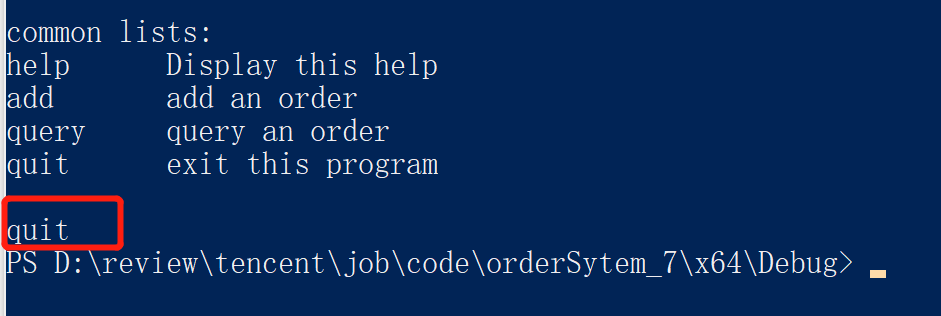 common lists:
help Display this help
add add an order
query query an order
quit exit this program
quit
PS D:\review\tencent\job\code\orderSytem_7\x64\Debug>